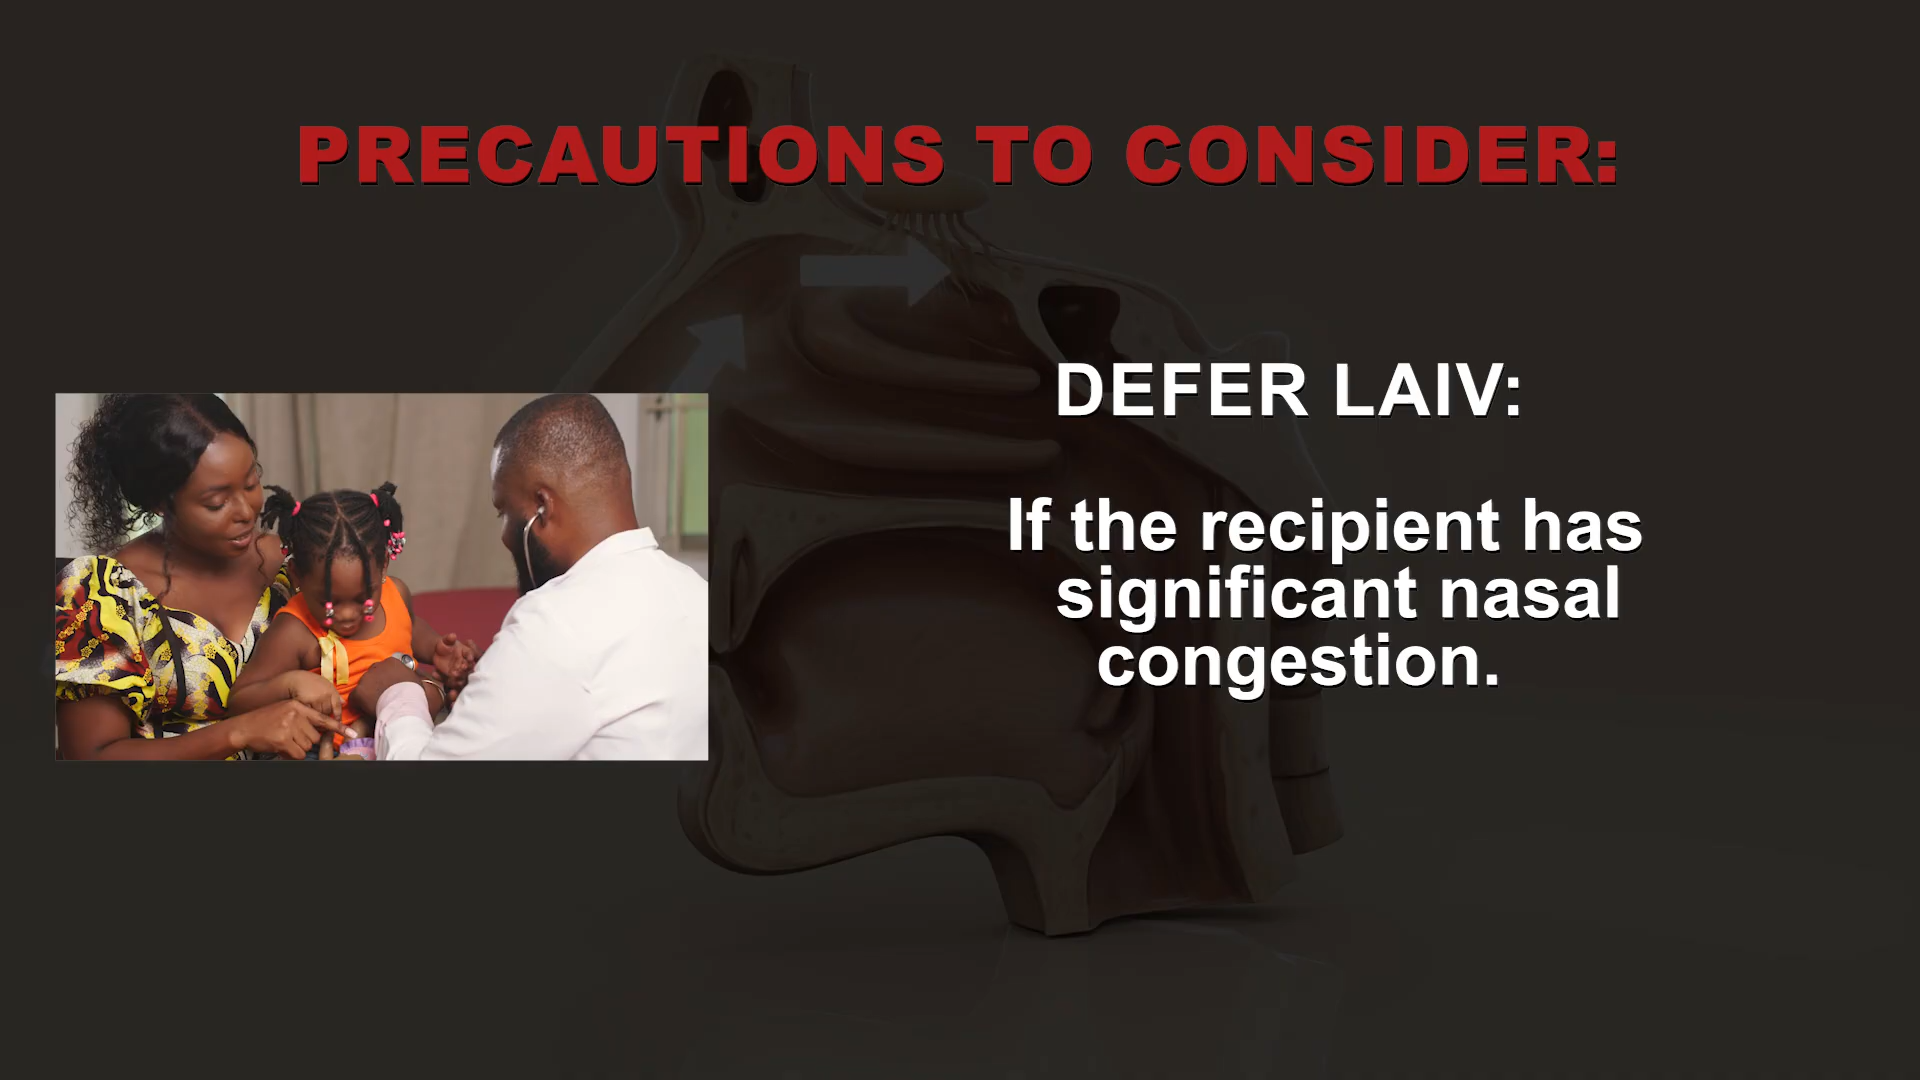 PRECAUTIONS TO CONSIDER:
DEFER LAIV:
If the recipient has
significant nasal
congestion.